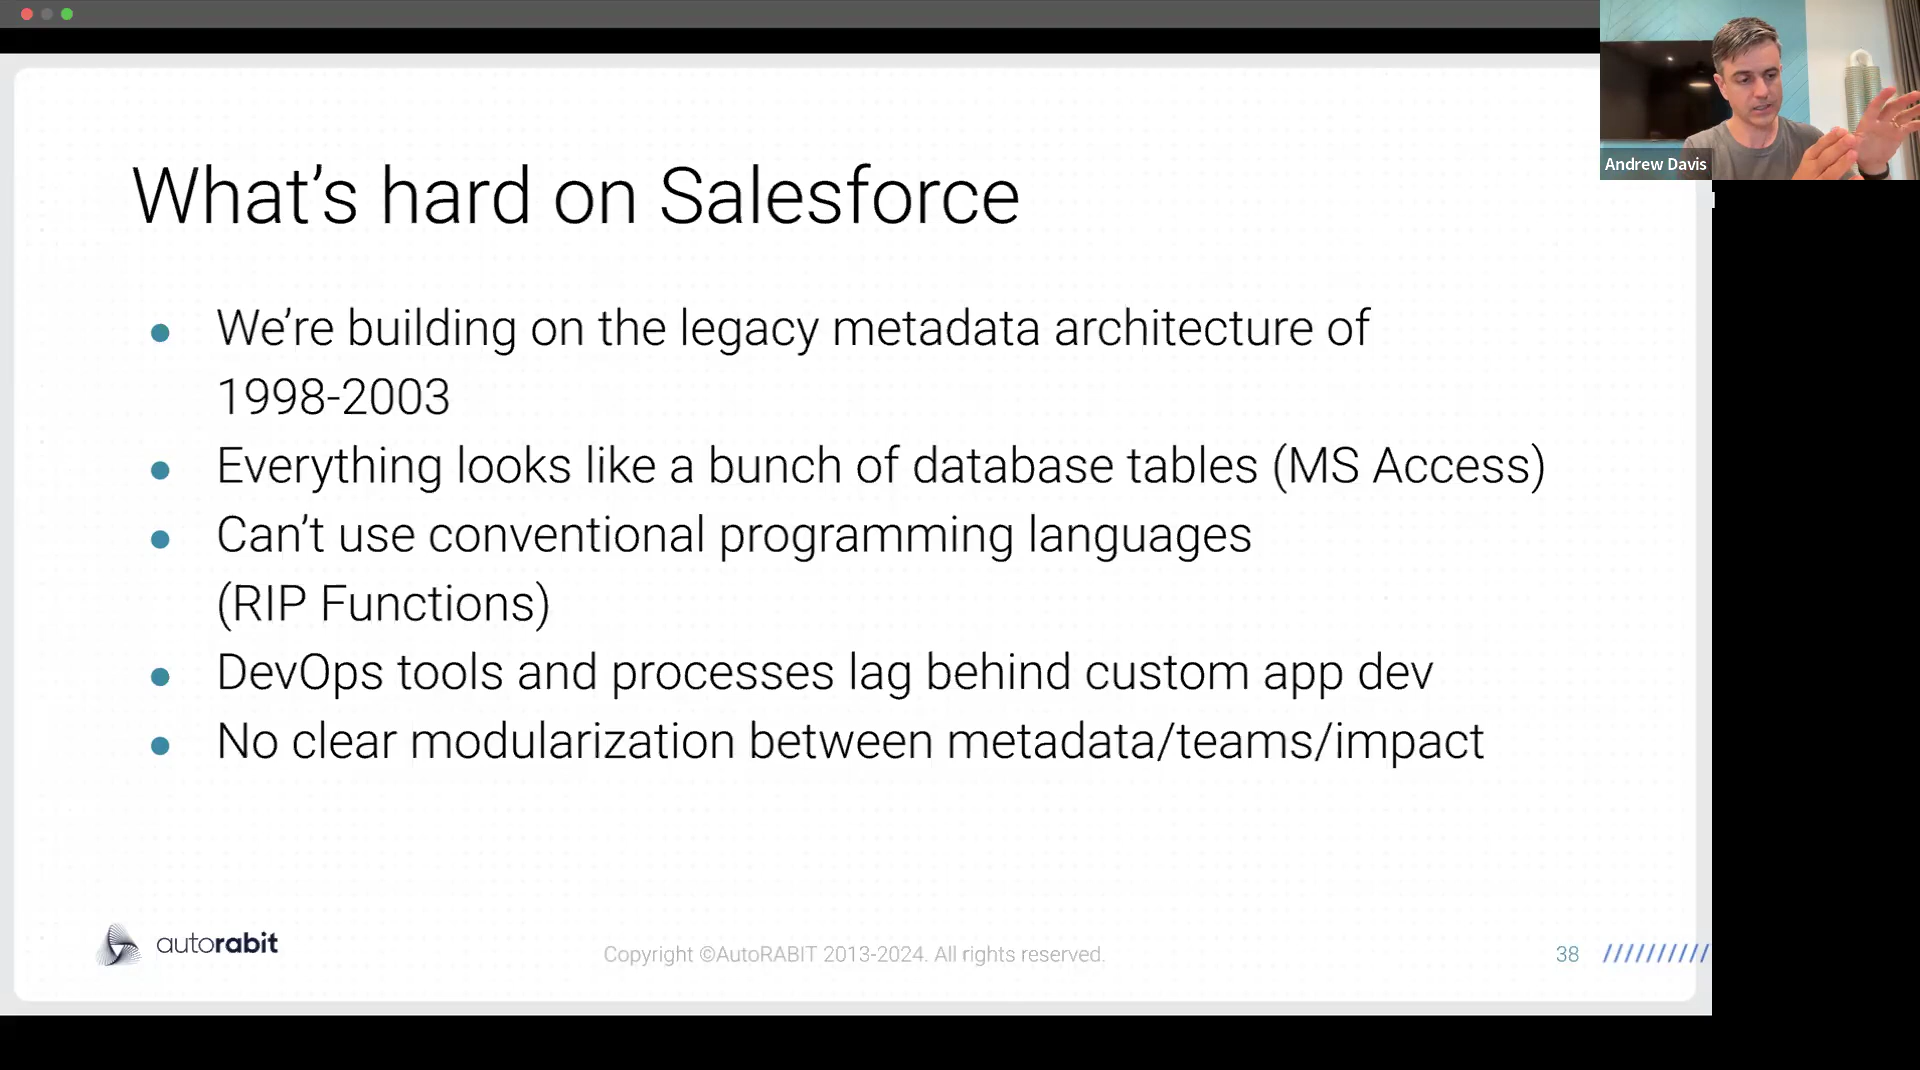 Andrew Davis
What's hard on Salesforce
We're building on the legacy metadata architecture of
1998-2003
Everything looks like a bunch of database tables (MS Access)
Can't use conventional programming languages
(RIP Functions)
DevOps tools and processes lag behind custom app dev
No clear modularization between metadata/teams/impact
autorabit
Copyright ©AutoRABIT 2013-2024. All rights reserved.
38